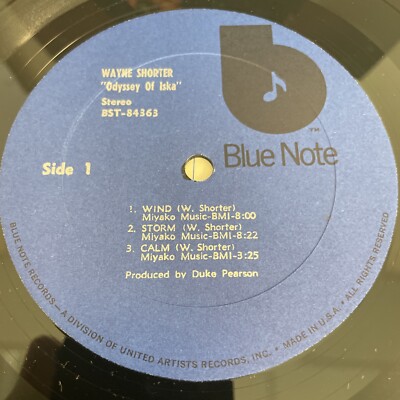 WAYNE SHORTER
"Odyssey Of Iska"
Stereo
BST-84363
b
TM
Blue Note
Side 1
1. WIND (W. Shorter)
Miyako Music-BMI-8:00
2. STORM (W. Shorter)
Miyako Music-BMI-8:22
3. CALM (W. Shorter)
Miyako Music-BMI-3:25
Produced by Duke Pearson
BLUE NOTE RECORDS—A DIVISION OF UNITED ARTISTS RECORDS, INC. • MADE IN U.S.A. • ALL RIGHTS RESERVED